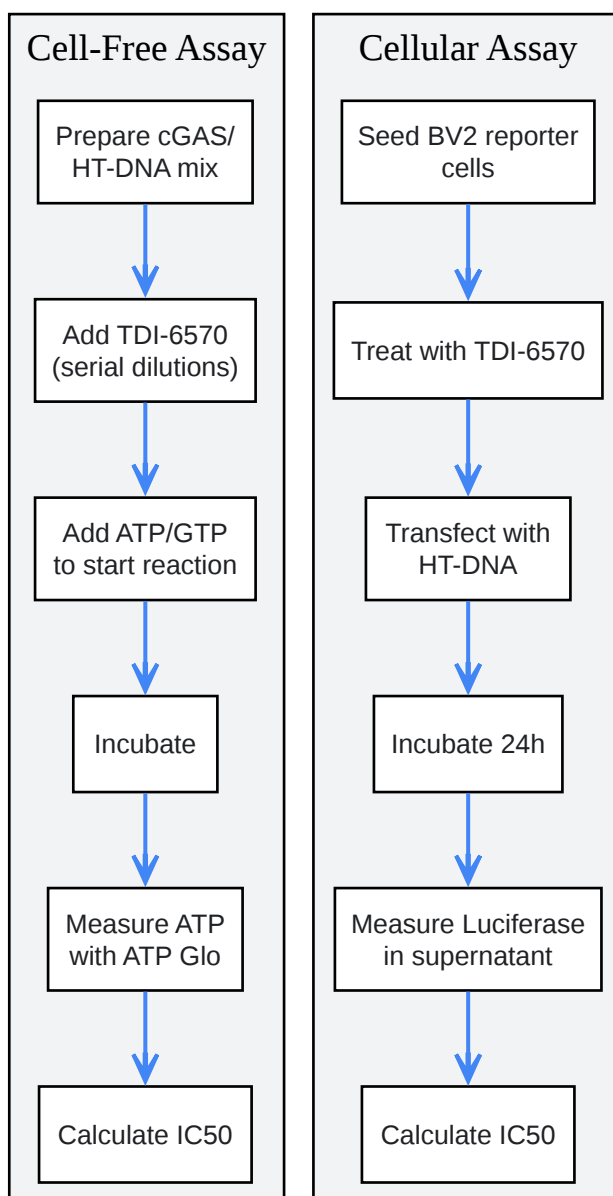 Cell-Free Assay
Prepare cGAS/
HT-DNA mix
Add TDI-6570
(serial dilutions)
Add ATP/GTP
to start reaction
Incubate
Measure ATP
with ATP Glo
Calculate IC50
Cellular Assay
Seed BV2 reporter
cells
Treat with TDI-6570
Transfect with
HT-DNA
Incubate 24h
Measure Luciferase
in supernatant
Calculate IC50